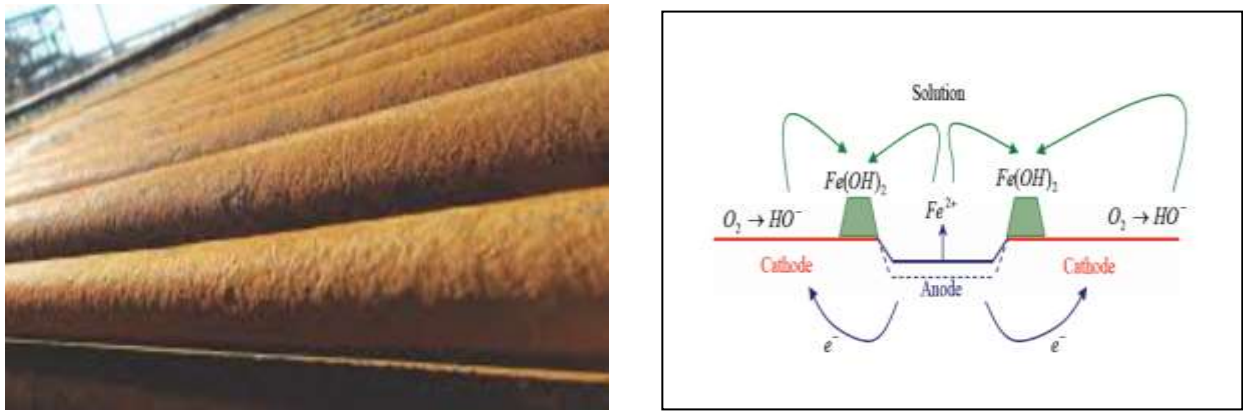 Solution
Fe(OH)₂ Fe(OH)₂
O₂ → HO⁻ Fe²⁺ O₂ → HO⁻
Cathode Cathode
Anode
e⁻ e⁻